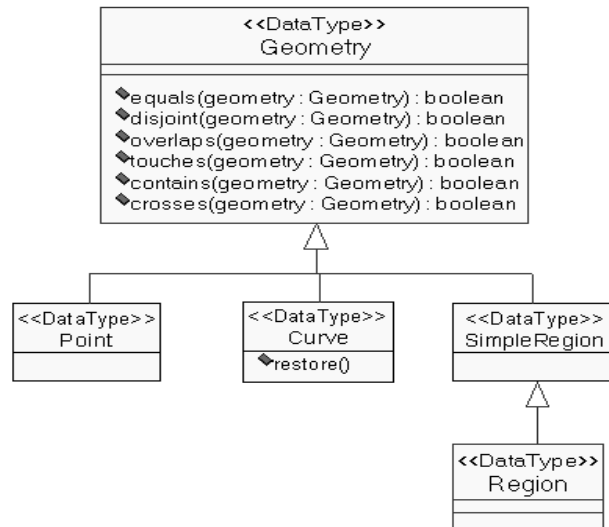 <<DataType>>
Geometry
equals(geometry : Geometry) : boolean
disjoint(geometry : Geometry) : boolean
overlaps(geometry : Geometry) : boolean
touches(geometry : Geometry) : boolean
contains(geometry : Geometry) : boolean
crosses(geometry : Geometry) : boolean
<<DataType>>
Point
<<DataType>>
Curve
restore()
<<DataType>>
SimpleRegion
<<DataType>>
Region